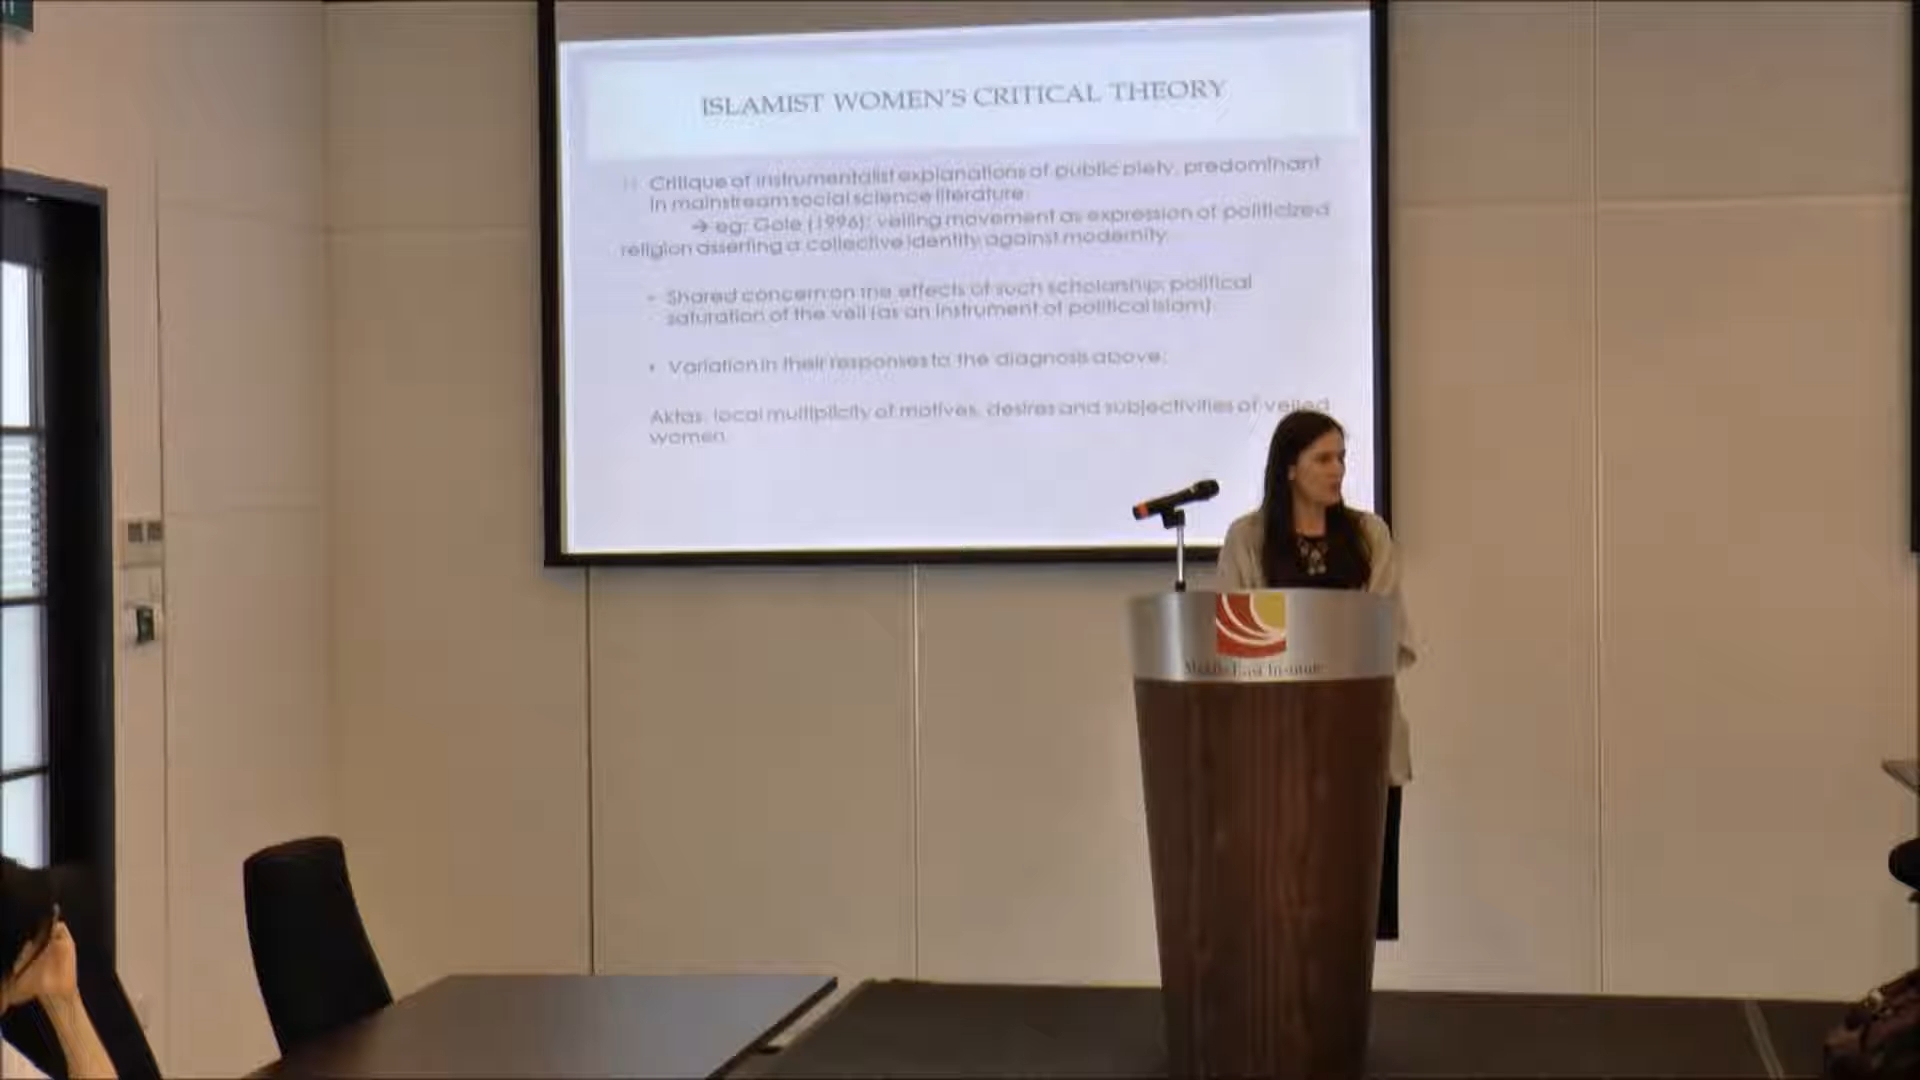 ISLAMIST WOMEN'S CRITICAL THEORY
Critique of instrumentalist explanations of public piety, predominant
in mainstream social science literature
→ eg: Gole (1996): veiling movement as expression of politicized
religion asserting a collective identity against modernity.
- Shared concern on the effects of such scholarship: political
saturation of the veil (as an instrument of political Islam)
• Variation in their responses to the diagnosis above:
Aktas: local multiplicity of motives, desires and subjectivities of veiled
women.
Middle East Institute